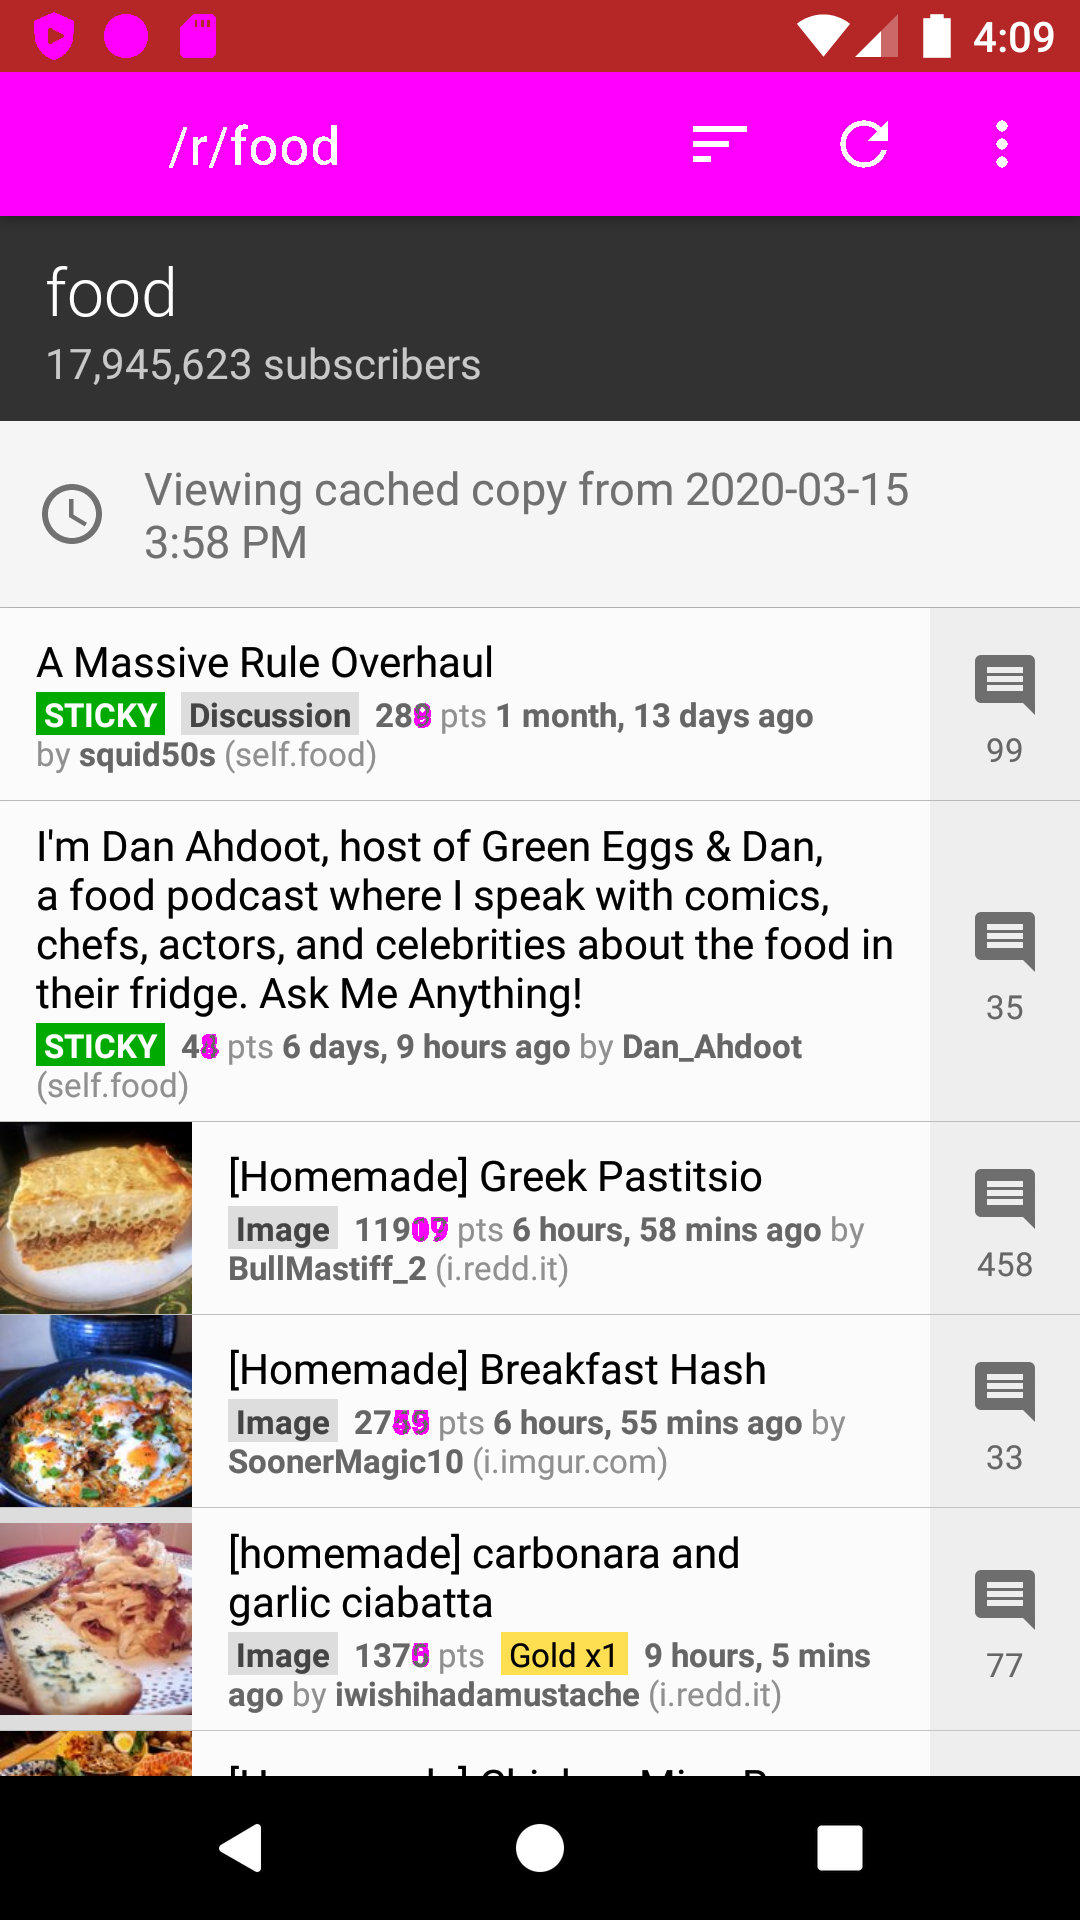 4:09
/r/food
food
17,945,623 subscribers
Viewing cached copy from 2020-03-15
3:58 PM
A Massive Rule Overhaul
STICKY Discussion pts 1 month, 13 days ago
by squid50s (self.food)
99
I'm Dan Ahdoot, host of Green Eggs & Dan,
a food podcast where I speak with comics,
chefs, actors, and celebrities about the food in
their fridge. Ask Me Anything!
STICKY pts 6 days, 9 hours ago by Dan_Ahdoot
(self.food)
35
[Homemade] Greek Pastitsio
Image pts 6 hours, 58 mins ago by
BullMastiff_2 (i.redd.it)
458
[Homemade] Breakfast Hash
Image pts 6 hours, 55 mins ago by
SoonerMagic10 (i.imgur.com)
33
[homemade] carbonara and
garlic ciabatta
Image pts Gold x1 9 hours, 5 mins
ago by iwishihadamustache (i.redd.it)
77